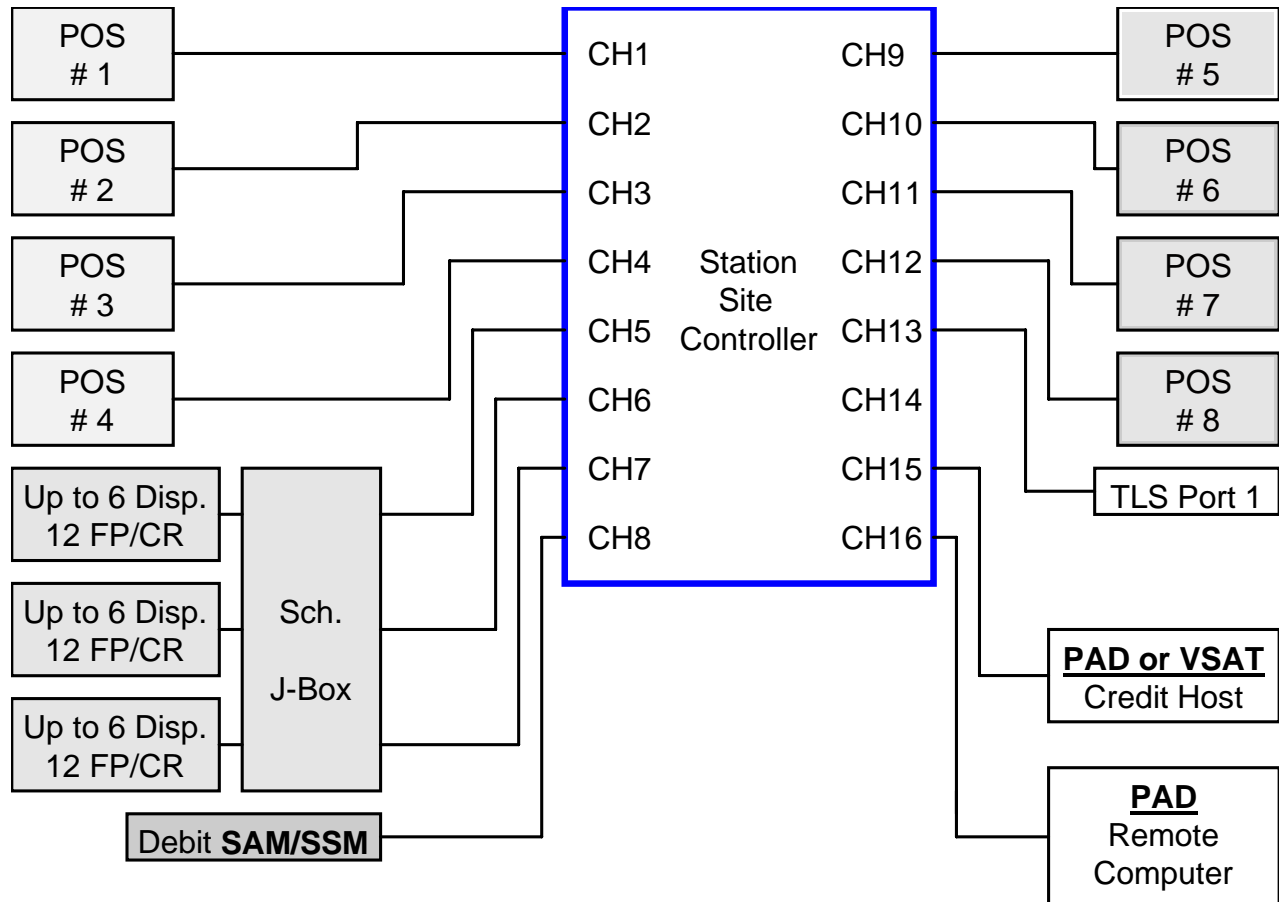 POS
# 1
POS
# 2
POS
# 3
POS
# 4
Up to 6 Disp.
12 FP/CR
Up to 6 Disp.
12 FP/CR
Up to 6 Disp.
12 FP/CR
Sch.
J-Box
Debit SAM/SSM
CH1
CH2
CH3
CH4
CH5
CH6
CH7
CH8
Station
Site
Controller
CH9
CH10
CH11
CH12
CH13
CH14
CH15
CH16
POS
# 5
POS
# 6
POS
# 7
POS
# 8
TLS Port 1
PAD or VSAT
Credit Host
PAD
Remote
Computer